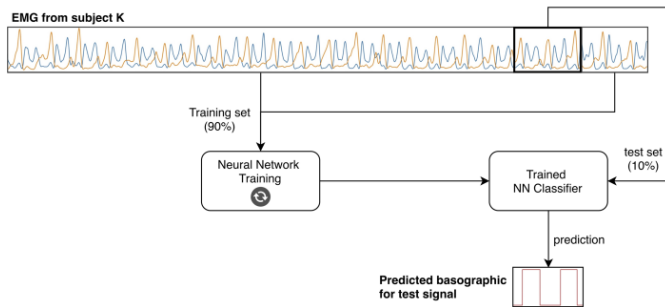 EMG from subject K
Training set
(90%)
Neural Network
Training
Trained
NN Classifier
test set
(10%)
prediction
Predicted basographic
for test signal